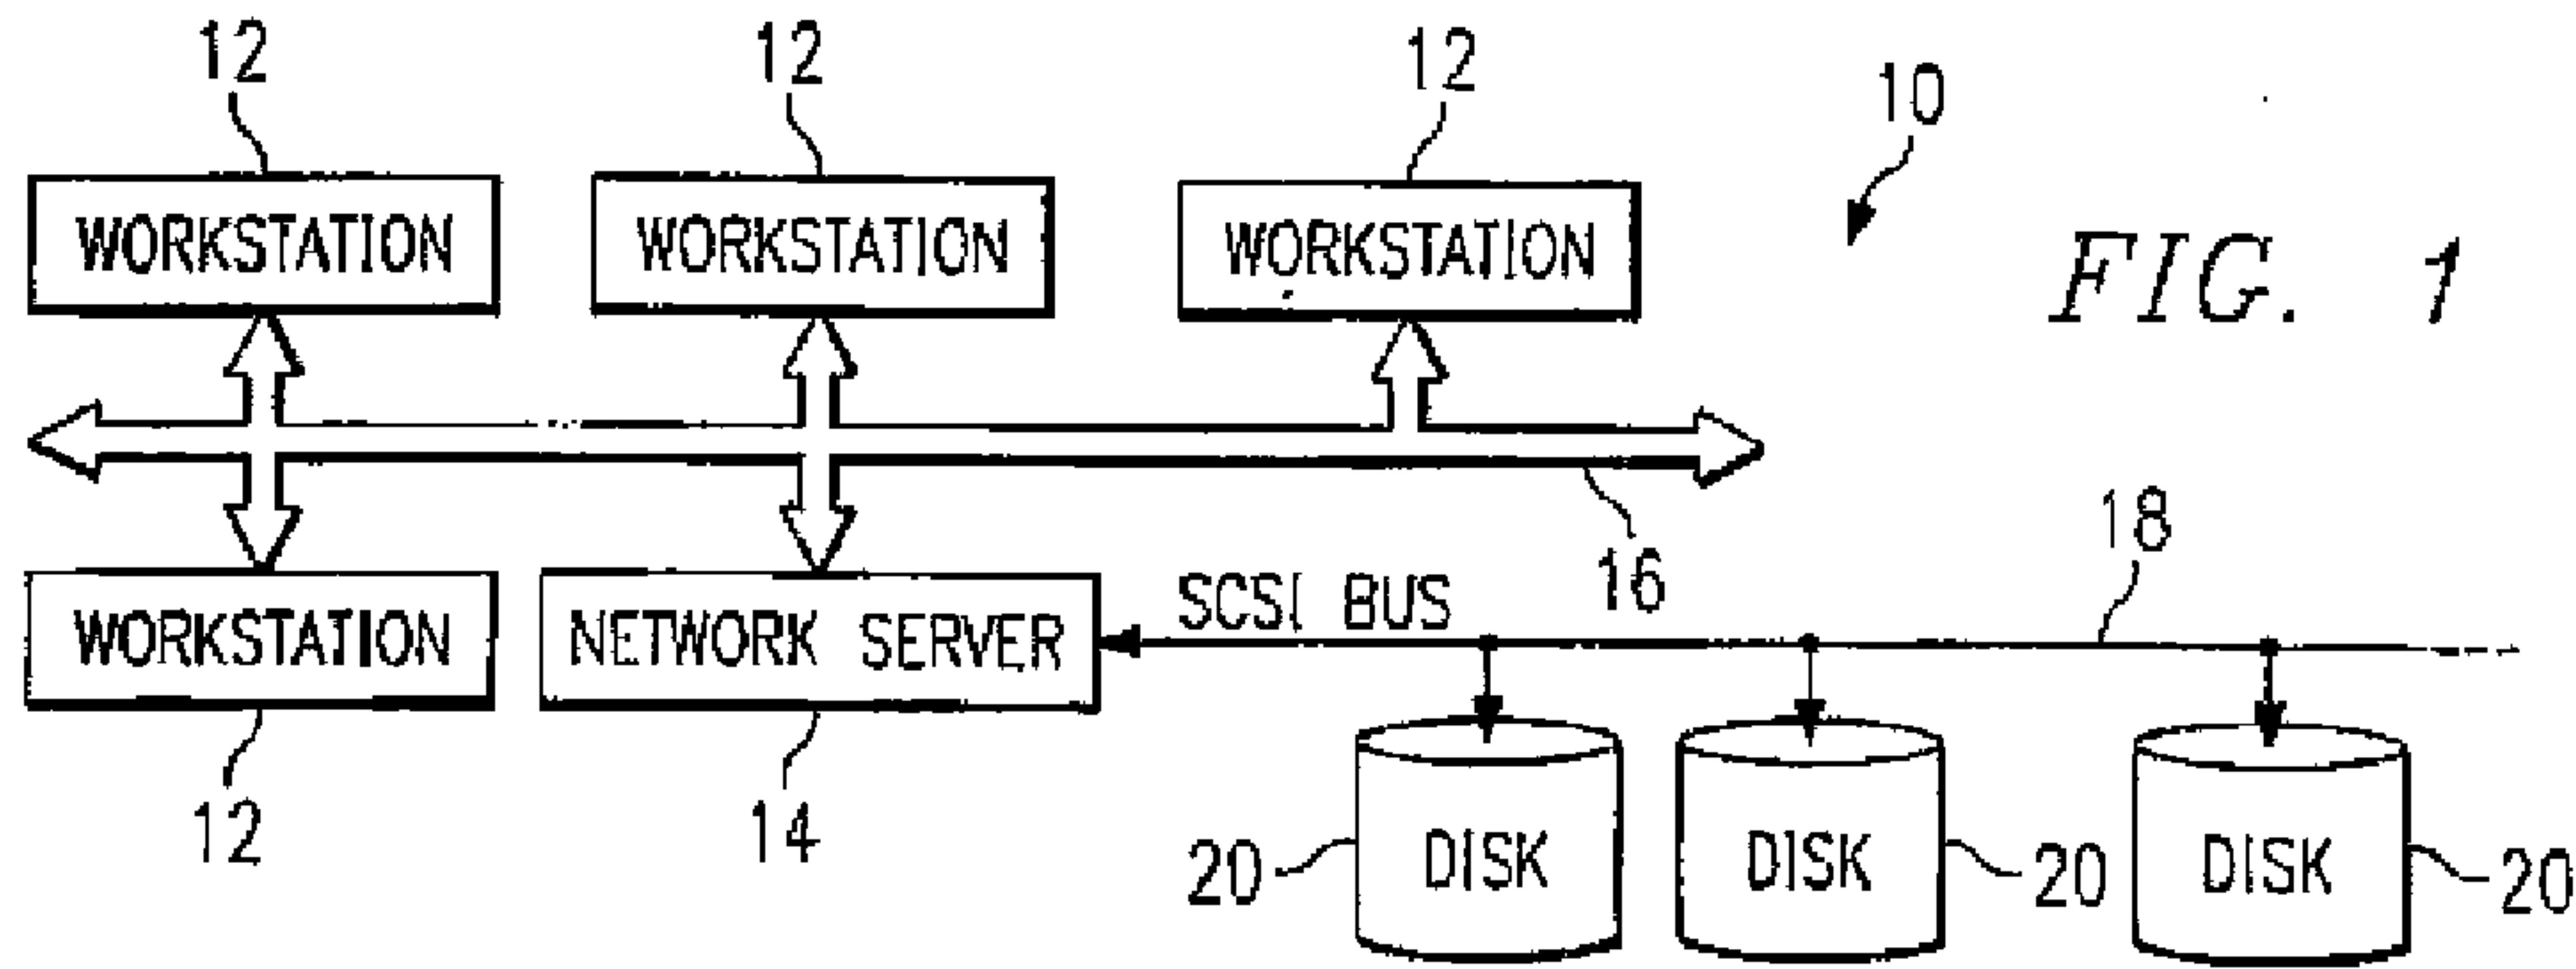 12 12 12 10
WORKSTATION WORKSTATION WORKSTATION
FIG. 1
16
18
SCSI BUS
WORKSTATION NETWORK SERVER
12 14
20 DISK DISK 20 DISK 20